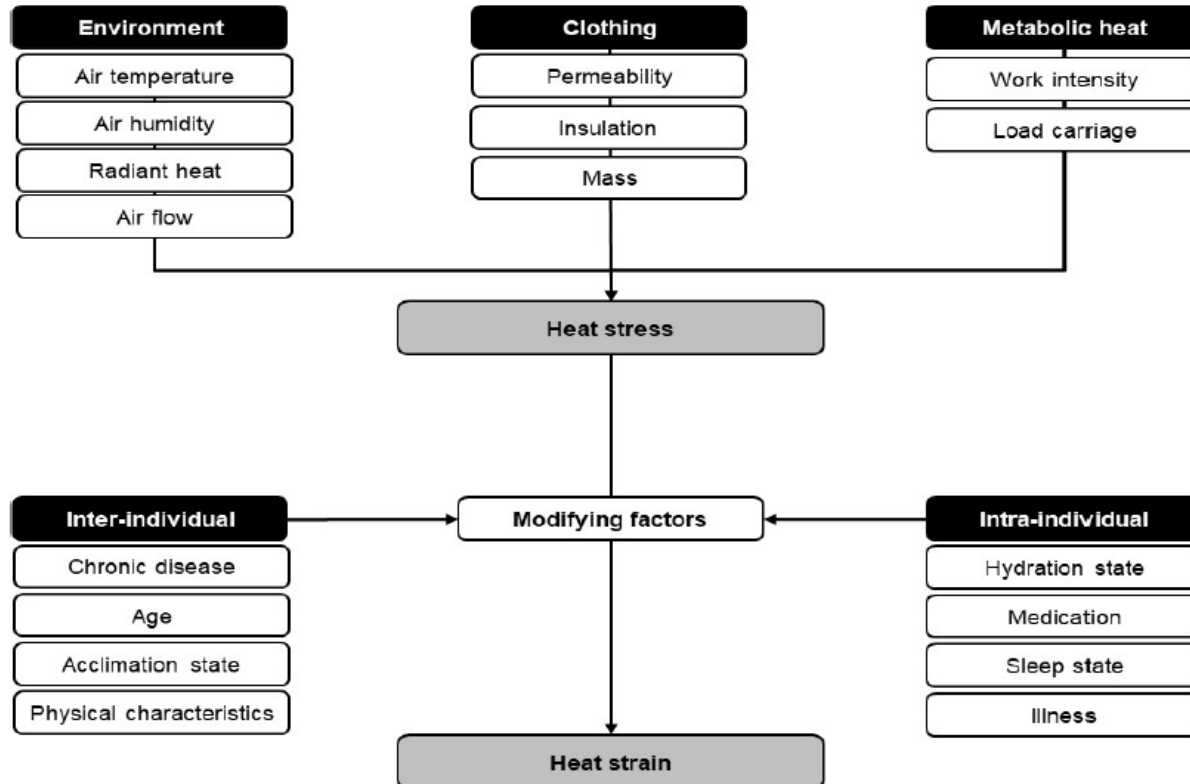 Environment
Air temperature
Air humidity
Radiant heat
Air flow
Clothing
Permeability
Insulation
Mass
Metabolic heat
Work intensity
Load carriage
Heat stress
Inter-individual
Chronic disease
Age
Acclimation state
Physical characteristics
Modifying factors
Intra-individual
Hydration state
Medication
Sleep state
Illness
Heat strain